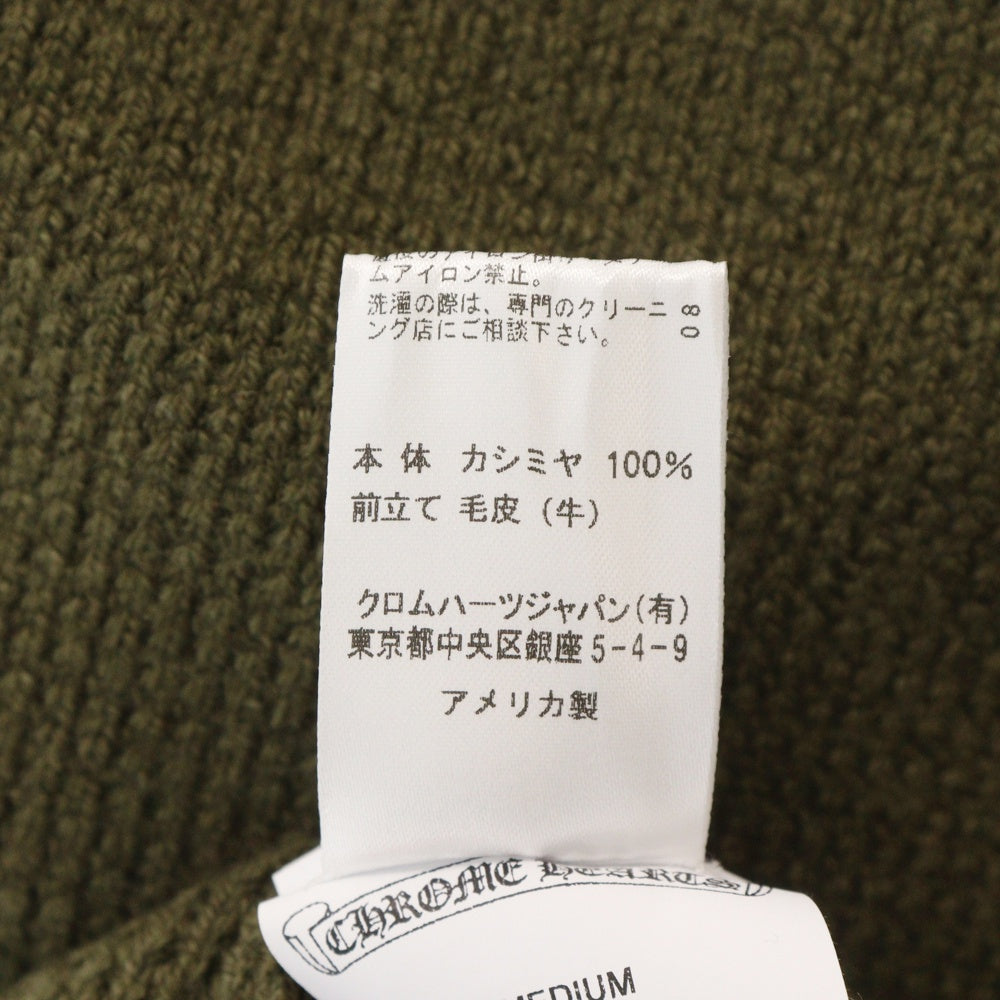 ムアイロン禁止。
洗濯の際は、専門のクリーニ
ング店にご相談下さい。
08
本体 カシミヤ 100%
前立て 毛皮 (牛)
クロムハーツジャパン(有)
東京都中央区銀座5-4-9
アメリカ製
CHROME HEARTS
MEDIUM